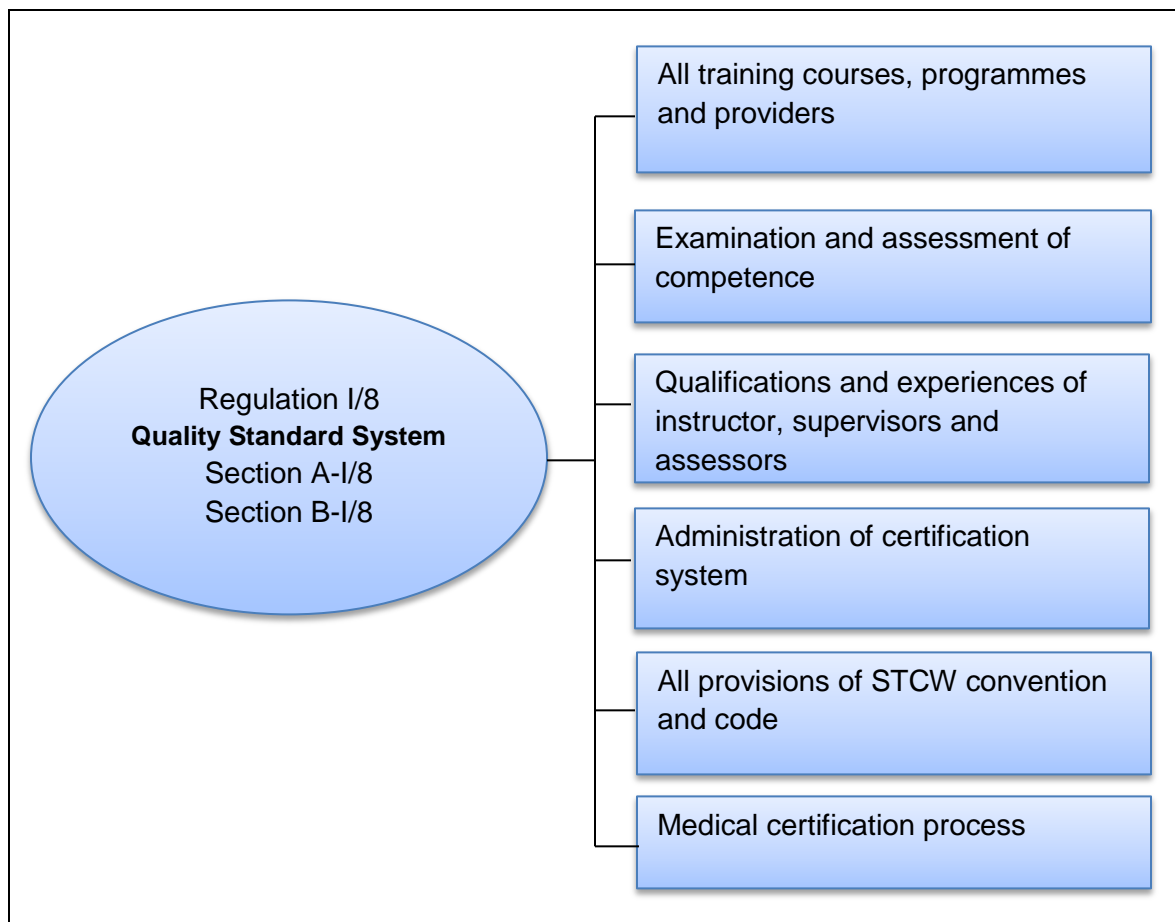 All training courses, programmes
and providers
Examination and assessment of
competence
Regulation I/8
Quality Standard System
Section A-I/8
Section B-I/8
Qualifications and experiences of
instructor, supervisors and
assessors
Administration of certification
system
All provisions of STCW convention
and code
Medical certification process